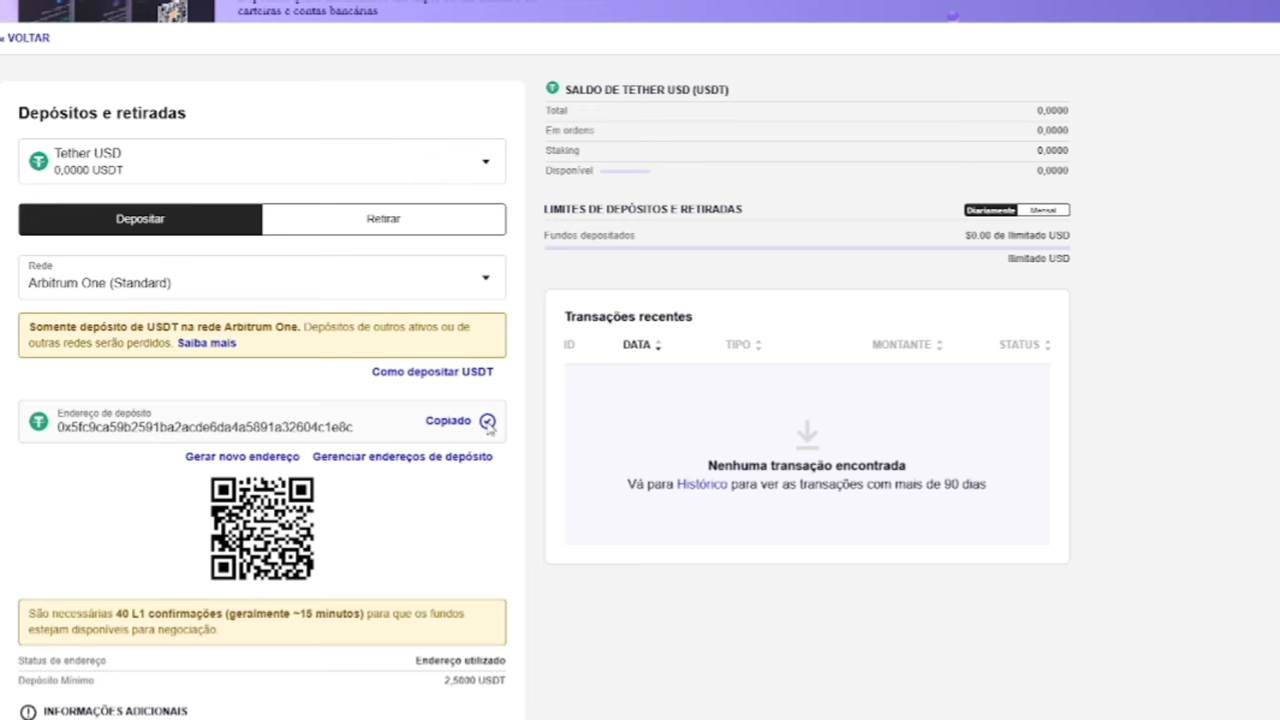 carteiras e contas bancárias
« VOLTAR
Depósitos e retiradas
Tether USD
0,0000 USDT
Depositar
Retirar
Rede
Arbitrum One (Standard)
Somente depósito de USDT na rede Arbitrum One. Depósitos de outros ativos ou de
outras redes serão perdidos. Saiba mais
Como depositar USDT
Endereço de depósito
0x5fc9ca59b2591ba2acde6da4a5891a32604c1e8c
Copiado
Gerar novo endereço
Gerenciar endereços de depósito
São necessárias 40 L1 confirmações (geralmente ~15 minutos) para que os fundos
estejam disponíveis para negociação.
Status de endereço
Endereço utilizado
Depósito Mínimo
2,5000 USDT
INFORMAÇÕES ADICIONAIS
SALDO DE TETHER USD (USDT)
Total 0,0000
Em ordens 0,0000
Staking 0,0000
Disponível 0,0000
LIMITES DE DEPÓSITOS E RETIRADAS
Diariamente
Mensal
Fundos depositados
$0.00 de Ilimitado USD
Ilimitado USD
Transações recentes
ID DATA TIPO MONTANTE STATUS
Nenhuma transação encontrada
Vá para Histórico para ver as transações com mais de 90 dias